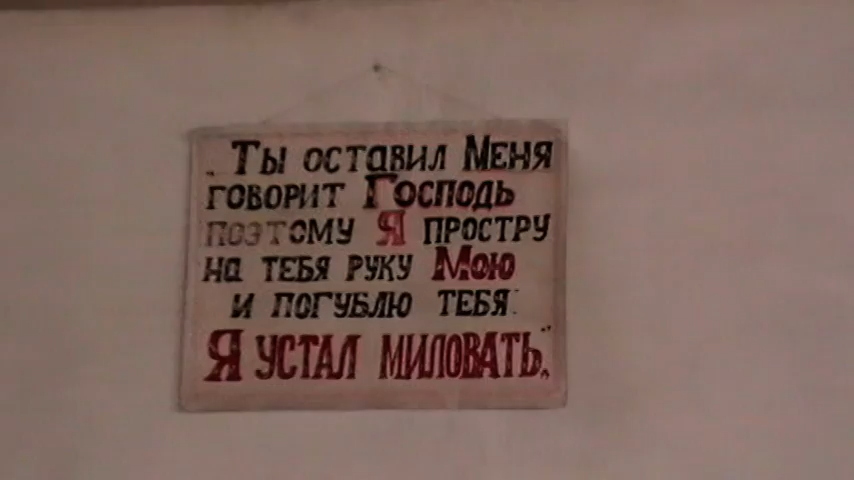 „Ты оставил Меня
говорит Господь
поэтому Я простру
на тебя руку Мою
и погублю тебя:
Я устал миловать."